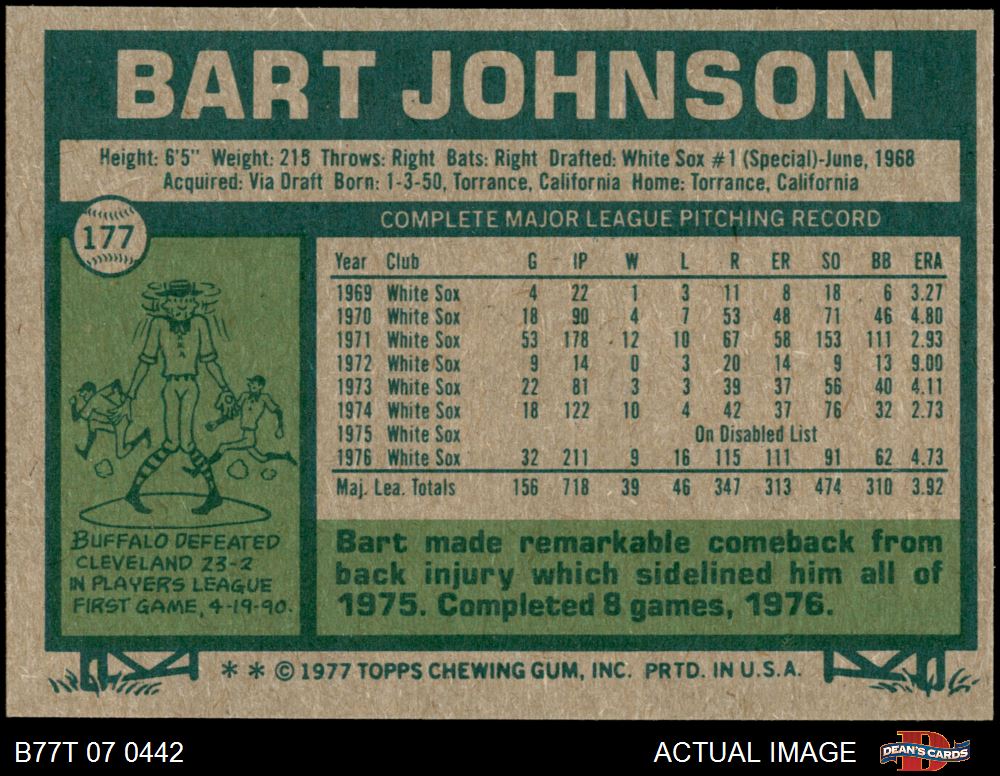 BART JOHNSON
Height: 6'5" Weight: 215 Throws: Right Bats: Right Drafted: White Sox #1 (Special)-June, 1968
Acquired: Via Draft Born: 1-3-50, Torrance, California Home: Torrance, California
177
COMPLETE MAJOR LEAGUE PITCHING RECORD
Year Club G IP W L R ER SO BB ERA
1969 White Sox 4 22 1 3 11 8 18 6 3.27
1970 White Sox 18 90 4 7 53 48 71 46 4.80
1971 White Sox 53 178 12 10 67 58 153 111 2.93
1972 White Sox 9 14 0 3 20 14 9 13 9.00
1973 White Sox 22 81 3 3 39 37 56 40 4.11
1974 White Sox 18 122 10 4 42 37 76 32 2.73
1975 White Sox On Disabled List
1976 White Sox 32 211 9 16 115 111 91 62 4.73
Maj. Lea. Totals 156 718 39 46 347 313 474 310 3.92
BUFFALO DEFEATED
CLEVELAND 23-2
IN PLAYERS LEAGUE
FIRST GAME, 4-19-90.
Bart made remarkable comeback from
back injury which sidelined him all of
1975. Completed 8 games, 1976.
* * © 1977 TOPPS CHEWING GUM, INC. PRTD. IN U.S.A.
B77T 07 0442
ACTUAL IMAGE
D
DEAN'S CARDS